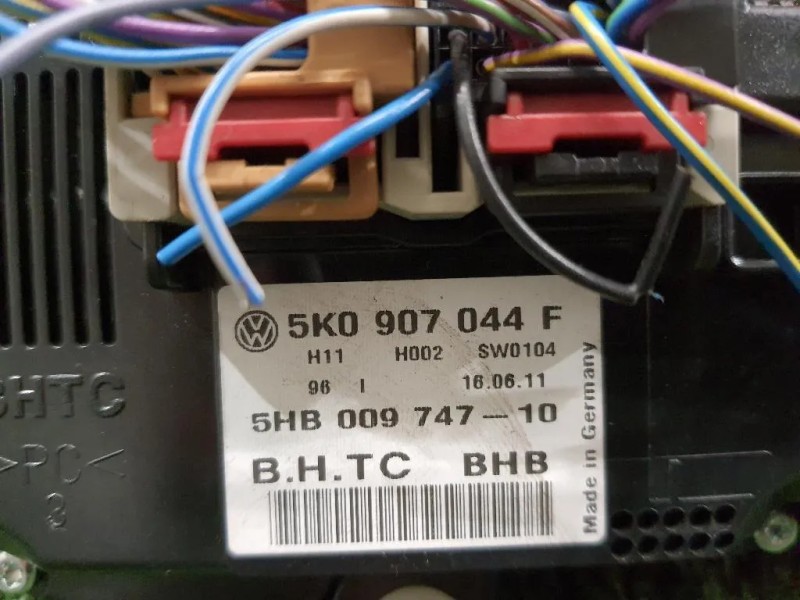 5K0 907 044 F
H11 H002 SW0104
96 I 16.06.11
5HB 009 747-10
B.H.TC BHB
Made in Germany
BHTC
>PC<
3